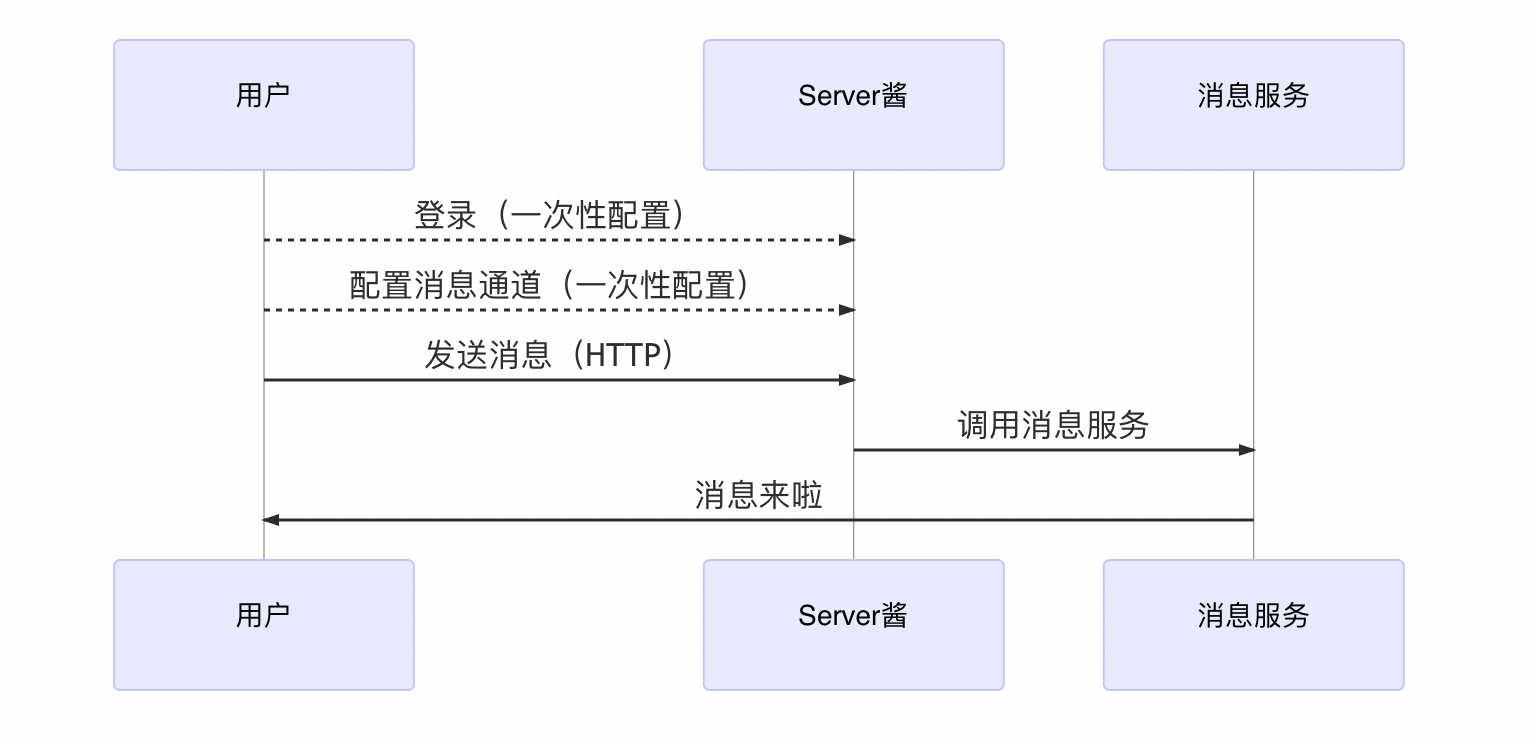 用户
Server酱
消息服务
登录（一次性配置）
配置消息通道（一次性配置）
发送消息（HTTP）
调用消息服务
消息来啦
用户
Server酱
消息服务